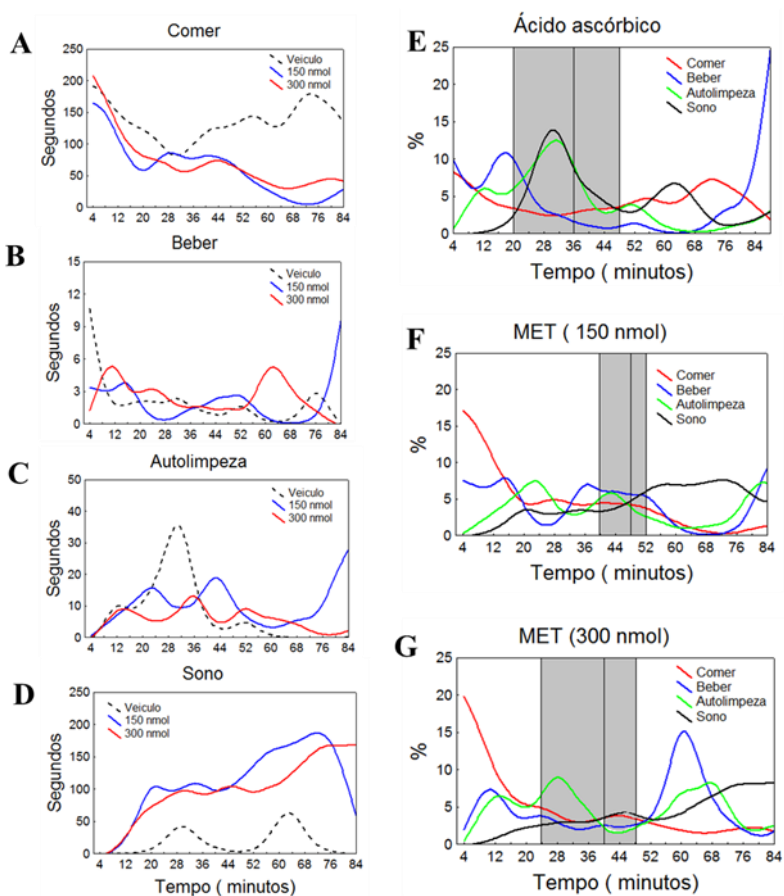 A
Comer
Segundos
250
200
150
100
50
0
Veiculo
150 nmol
300 nmol
4 12 20 28 36 44 52 60 68 76 84
B
Beber
Segundos
15
12
9
6
3
0
Veiculo
150 nmol
300 nmol
4 12 20 28 36 44 52 60 68 76 84
C
Autolimpeza
Segundos
50
40
30
20
10
0
Veiculo
150 nmol
300 nmol
4 12 20 28 36 44 52 60 68 76 84
D
Sono
Segundos
250
200
150
100
50
0
Veiculo
150 nmol
300 nmol
4 12 20 28 36 44 52 60 68 76 84
Tempo ( minutos)
E
Ácido ascórbico
%
25
20
15
10
5
0
Comer
Beber
Autolimpeza
Sono
4 12 20 28 36 44 52 60 68 76 84
Tempo ( minutos)
F
MET ( 150 nmol)
%
25
20
15
10
5
0
Comer
Beber
Autolimpeza
Sono
4 12 20 28 36 44 52 60 68 76 84
Tempo ( minutos)
G
MET (300 nmol)
%
25
20
15
10
5
0
Comer
Beber
Autolimpeza
Sono
4 12 20 28 36 44 52 60 68 76 84
Tempo ( minutos)